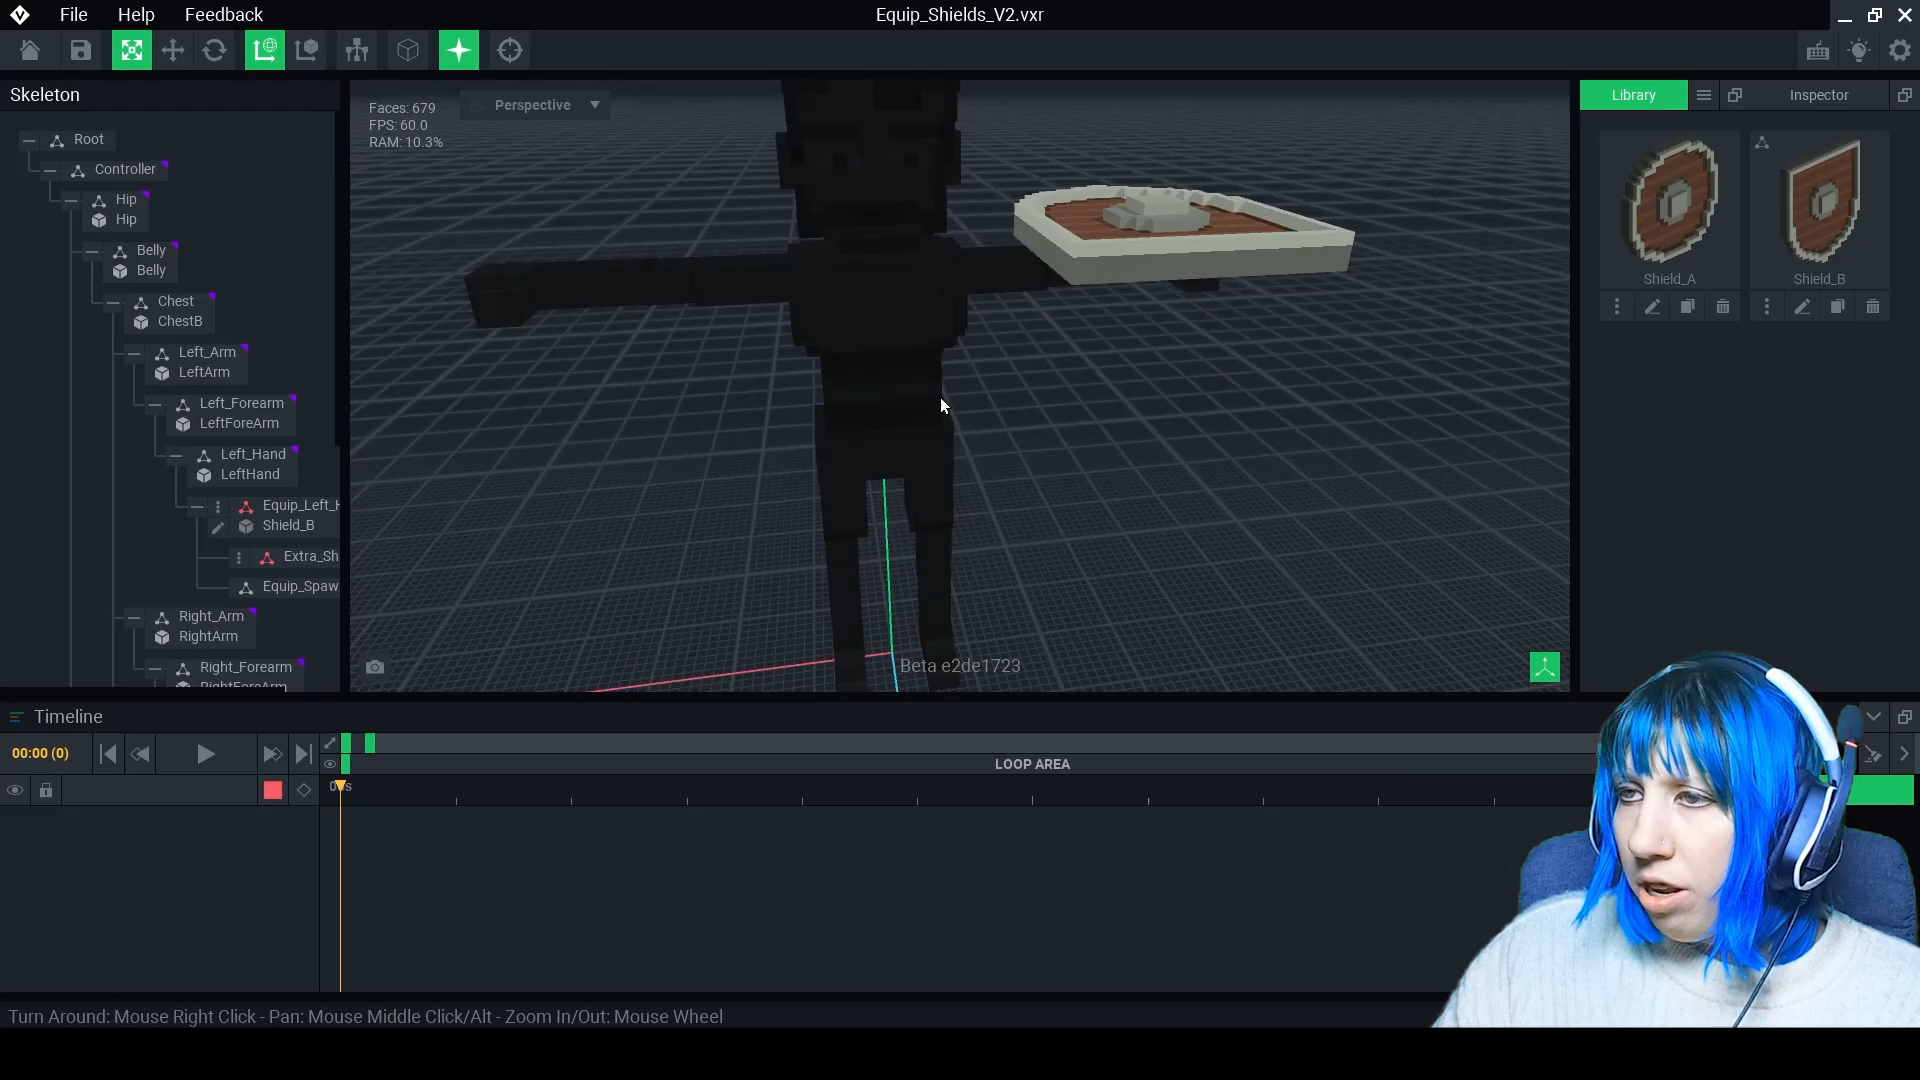 File Help Feedback
Equip_Shields_V2.vxr
Skeleton
Root
Controller
Hip
Hip
Belly
Belly
Chest
ChestB
Left_Arm
LeftArm
Left_Forearm
LeftForeArm
Left_Hand
LeftHand
Equip_Left_H
Shield_B
Extra_Sh
Equip_Spaw
Right_Arm
RightArm
Right_Forearm
RightForeArm
Faces: 679
FPS: 60.0
RAM: 10.3%
Perspective
Beta e2de1723
Library
Inspector
Shield_A
Shield_B
Timeline
00:00 (0)
LOOP AREA
Turn Around: Mouse Right Click - Pan: Mouse Middle Click/Alt - Zoom In/Out: Mouse Wheel